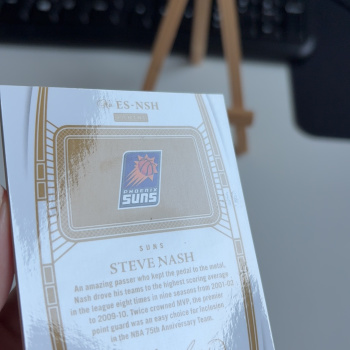 ES-NSH
PHOENIX
SUNS
SUNS
STEVE NASH
An amazing passer who kept the pedal to the metal,
Nash drove his teams to the highest scoring average
in the league eight times in nine seasons from 2001-02
to 2009-10. Twice crowned MVP, the premier
point guard was an easy choice for inclusion
in the NBA 75th Anniversary Team.